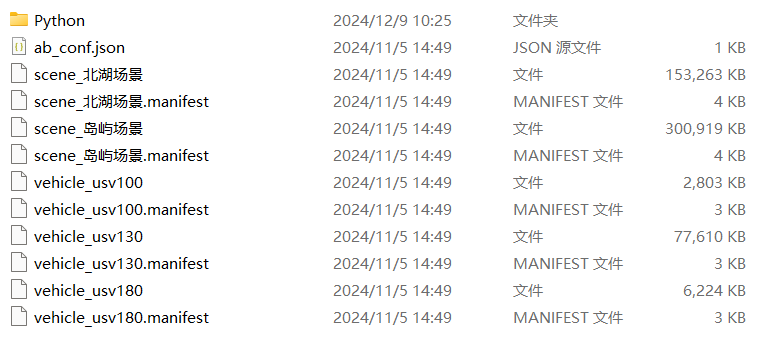 Python 2024/12/9 10:25 文件夹
ab_conf.json 2024/11/5 14:49 JSON 源文件 1 KB
scene_北湖场景 2024/11/5 14:49 文件 153,263 KB
scene_北湖场景.manifest 2024/11/5 14:49 MANIFEST 文件 4 KB
scene_岛屿场景 2024/11/5 14:49 文件 300,919 KB
scene_岛屿场景.manifest 2024/11/5 14:49 MANIFEST 文件 4 KB
vehicle_usv100 2024/11/5 14:49 文件 2,803 KB
vehicle_usv100.manifest 2024/11/5 14:49 MANIFEST 文件 3 KB
vehicle_usv130 2024/11/5 14:49 文件 77,610 KB
vehicle_usv130.manifest 2024/11/5 14:49 MANIFEST 文件 3 KB
vehicle_usv180 2024/11/5 14:49 文件 6,224 KB
vehicle_usv180.manifest 2024/11/5 14:49 MANIFEST 文件 3 KB